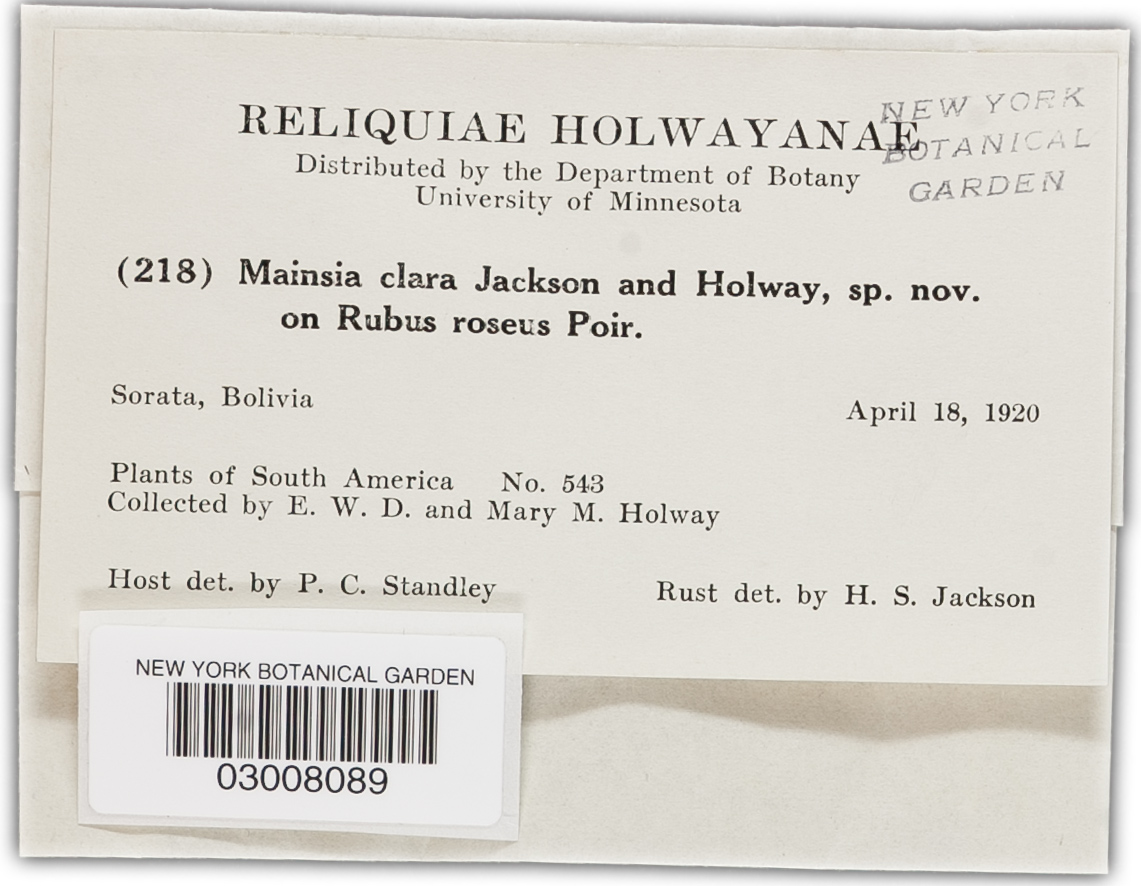 RELIQUIAE HOLWAYANAE
NEW YORK
BOTANICAL
GARDEN
Distributed by the Department of Botany
University of Minnesota
(218) Mainsia clara Jackson and Holway, sp. nov.
on Rubus roseus Poir.
Sorata, Bolivia
April 18, 1920
Plants of South America No. 543
Collected by E. W. D. and Mary M. Holway
Host det. by P. C. Standley
Rust det. by H. S. Jackson
NEW YORK BOTANICAL GARDEN
03008089